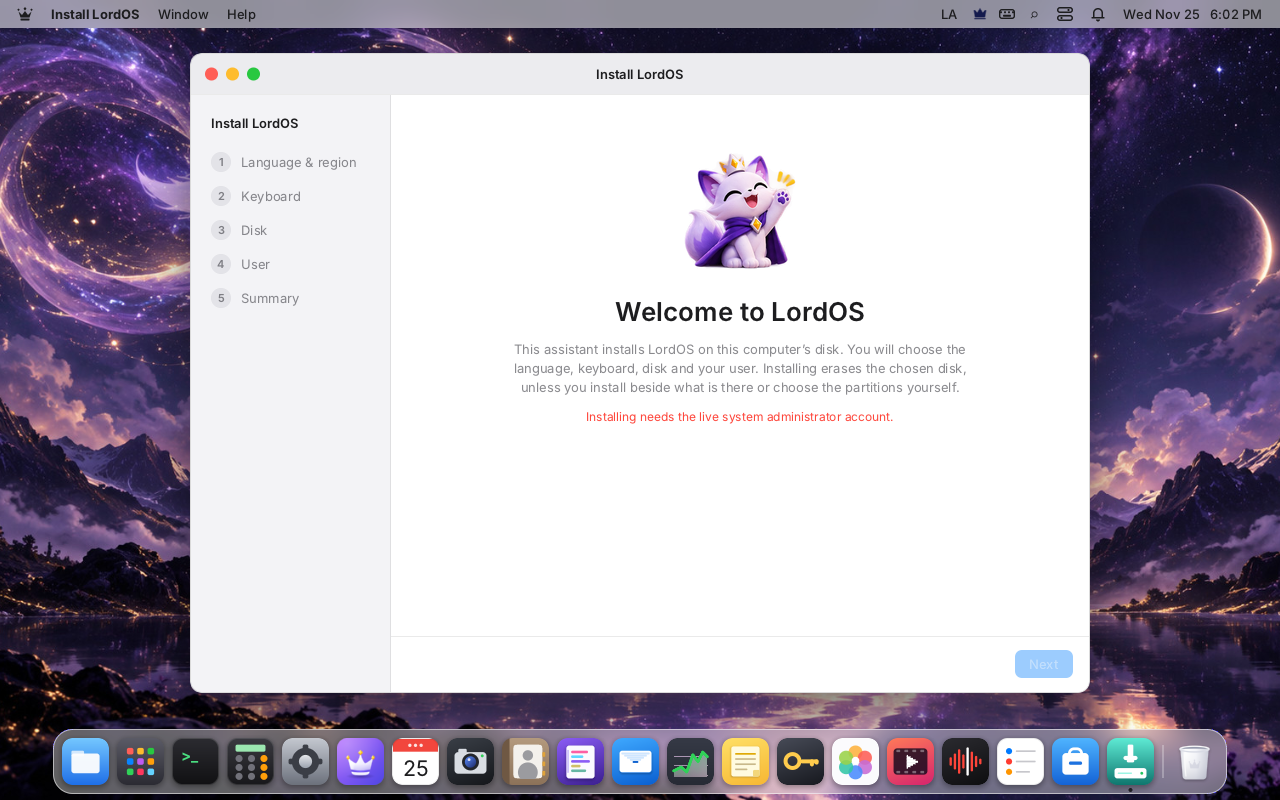 Install LordOS Window Help LA Wed Nov 25 6:02 PM
Install LordOS
Install LordOS
1 Language & region
2 Keyboard
3 Disk
4 User
5 Summary
Welcome to LordOS
This assistant installs LordOS on this computer's disk. You will choose the
language, keyboard, disk and your user. Installing erases the chosen disk,
unless you install beside what is there or choose the partitions yourself.
Installing needs the live system administrator account.
Next
>_
25